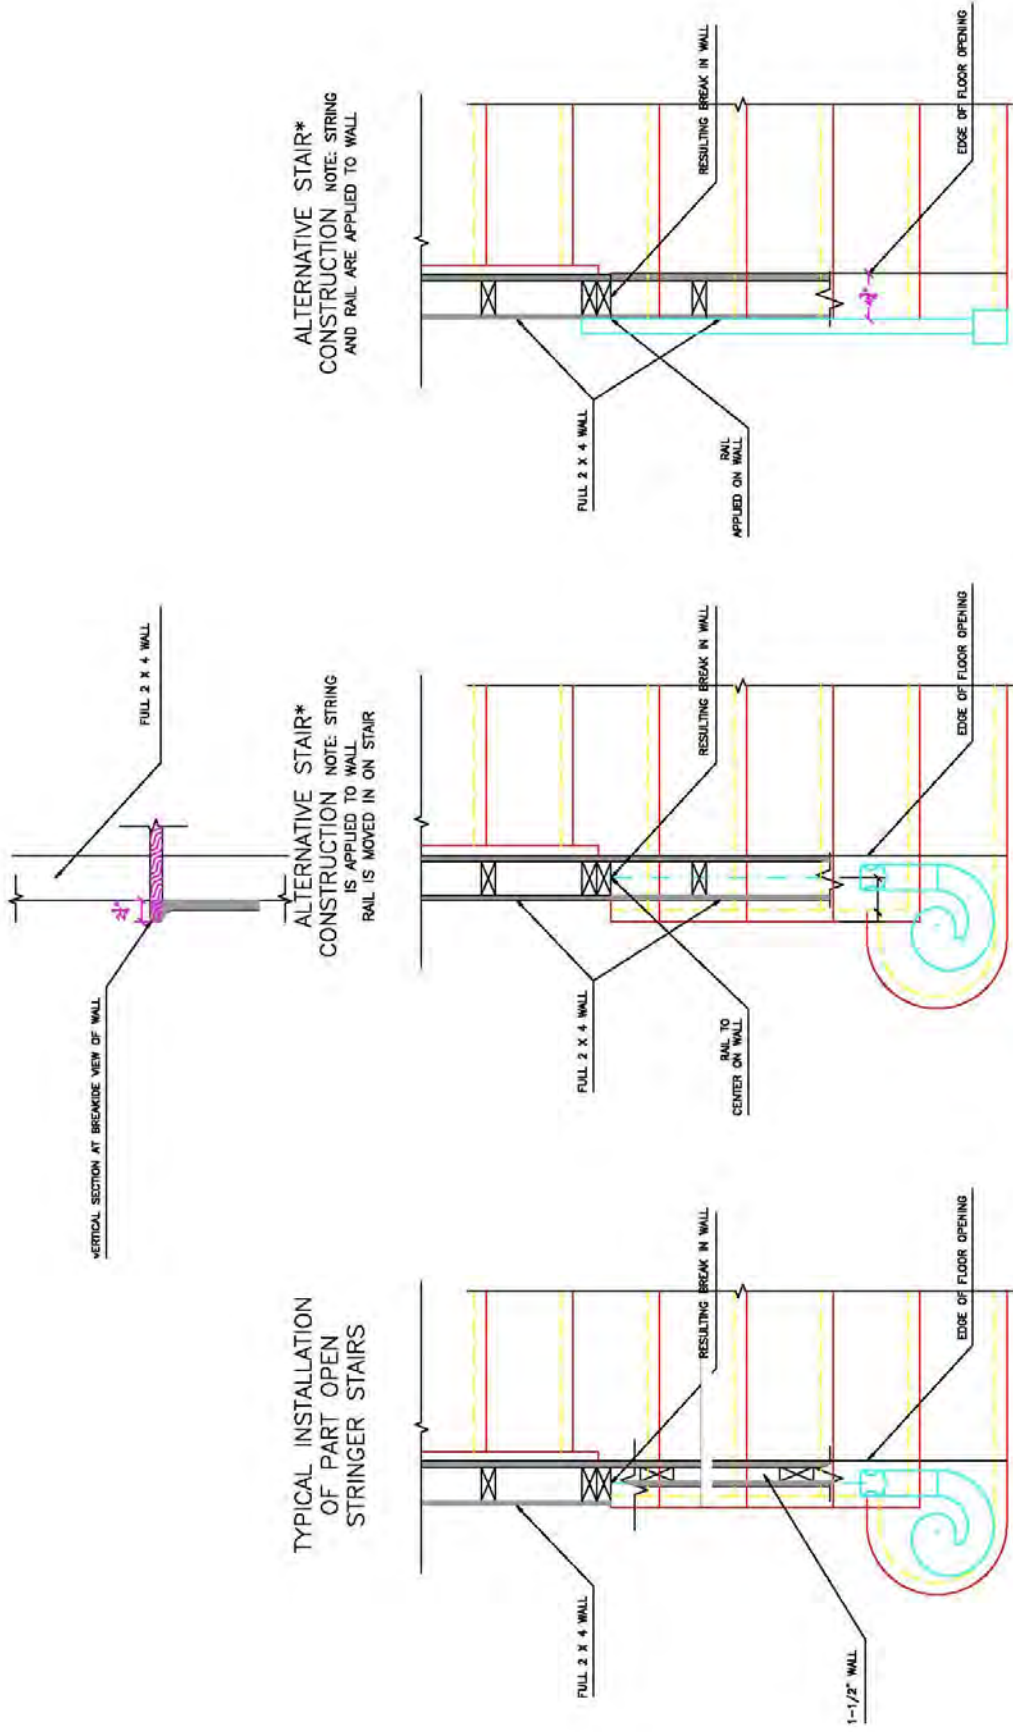 VERTICAL SECTION AT BREAKIDE VIEW OF WALL
FULL 2 X 4 WALL
TYPICAL INSTALLATION
OF PART OPEN
STRINGER STAIRS
FULL 2 X 4 WALL
1-1/2" WALL
RESULTING BREAK IN WALL
EDGE OF FLOOR OPENING
ALTERNATIVE STAIR*
CONSTRUCTION NOTE: STRING
IS APPLIED TO WALL
RAIL IS MOVED IN ON STAIR
FULL 2 X 4 WALL
RAIL TO
CENTER ON WALL
RESULTING BREAK IN WALL
EDGE OF FLOOR OPENING
ALTERNATIVE STAIR*
CONSTRUCTION NOTE: STRING
AND RAIL ARE APPLIED TO WALL
FULL 2 X 4 WALL
RAIL
APPLIED ON WALL
RESULTING BREAK IN WALL
EDGE OF FLOOR OPENING